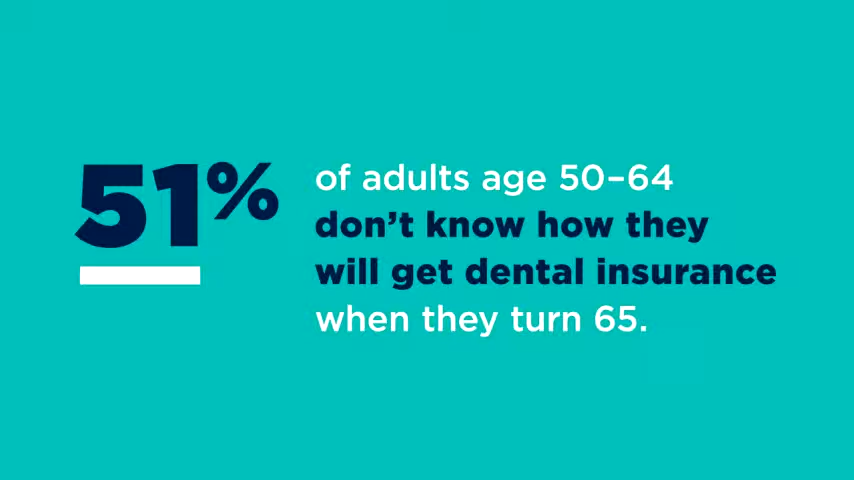 51%
of adults age 50–64
don’t know how they
will get dental insurance
when they turn 65.